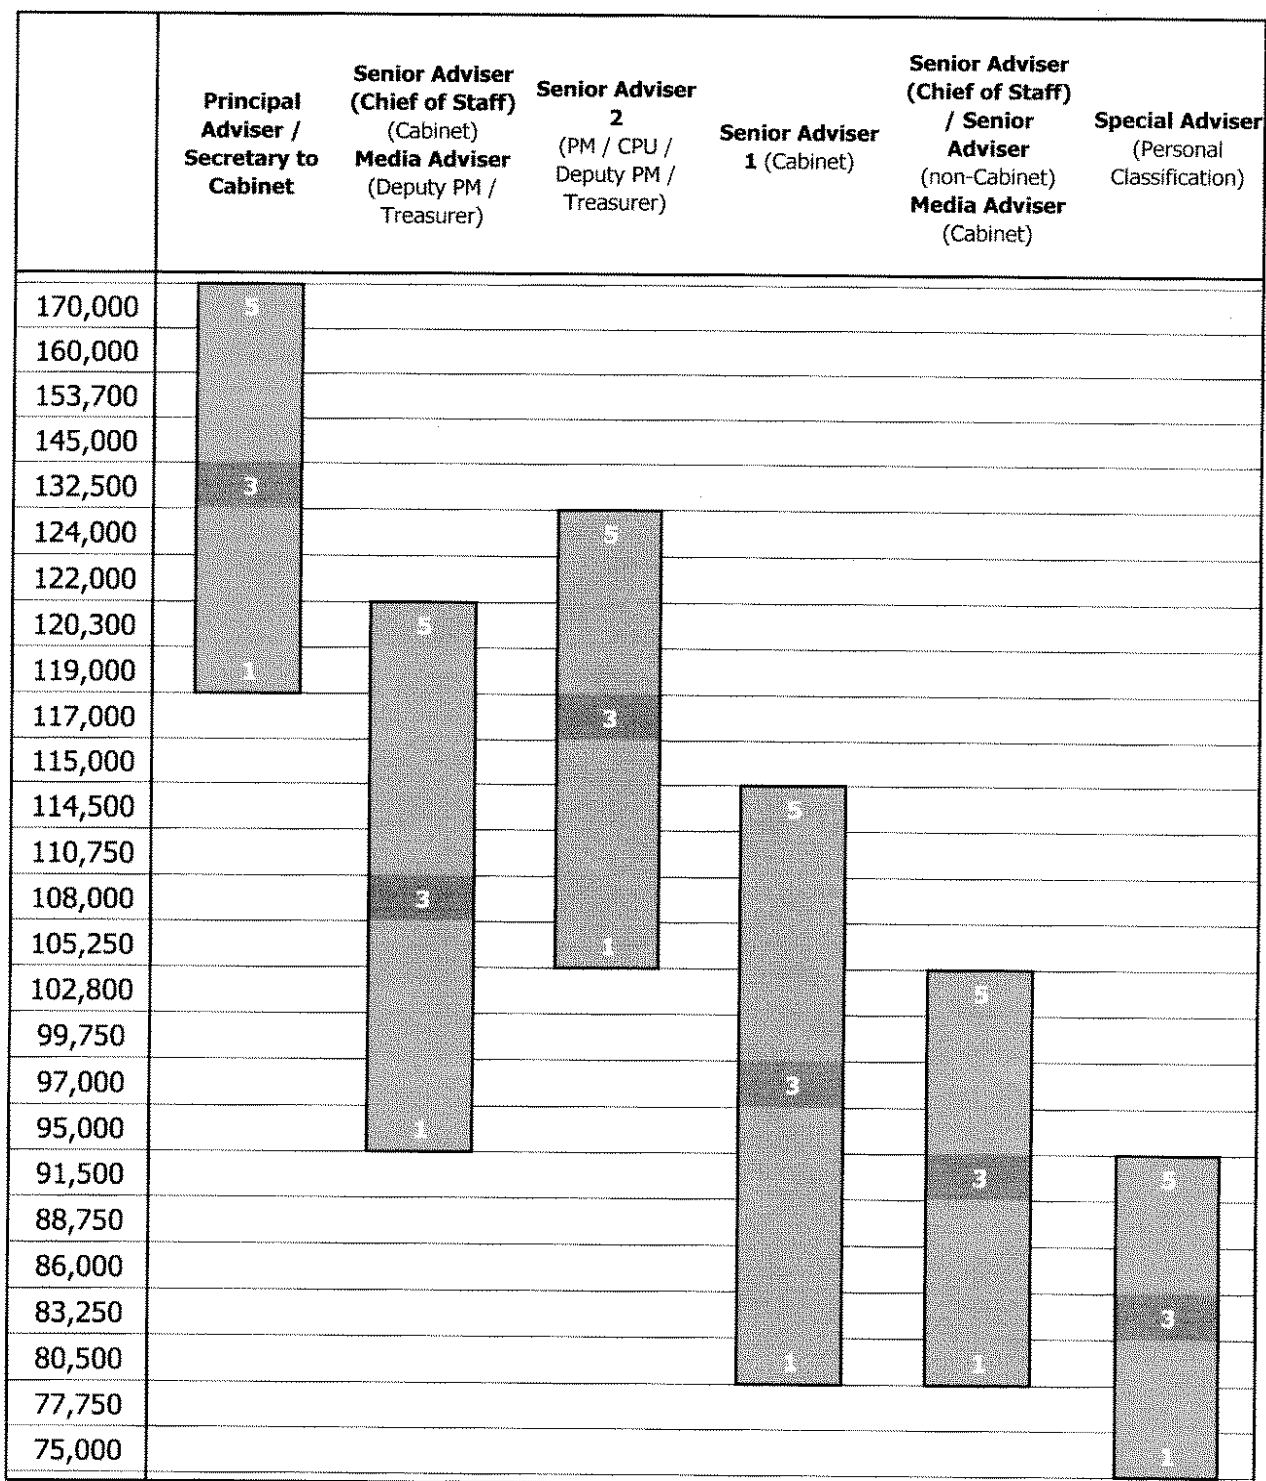 Principal
Adviser /
Secretary to
Cabinet
Senior Adviser
(Chief of Staff)
(Cabinet)
Media Adviser
(Deputy PM /
Treasurer)
Senior Adviser
2
(PM / CPU /
Deputy PM /
Treasurer)
Senior Adviser
1 (Cabinet)
Senior Adviser
(Chief of Staff)
/ Senior
Adviser
(non-Cabinet)
Media Adviser
(Cabinet)
Special Adviser
(Personal
Classification)
170,000 5
160,000
153,700
145,000
132,500 3
124,000 5
122,000
120,300 5
119,000 1
117,000 3
115,000
114,500 5
110,750
108,000 3
105,250 1
102,800 5
99,750
97,000 3
95,000 1
91,500 3 5
88,750
86,000
83,250 3
80,500 1 1
77,750
75,000 1